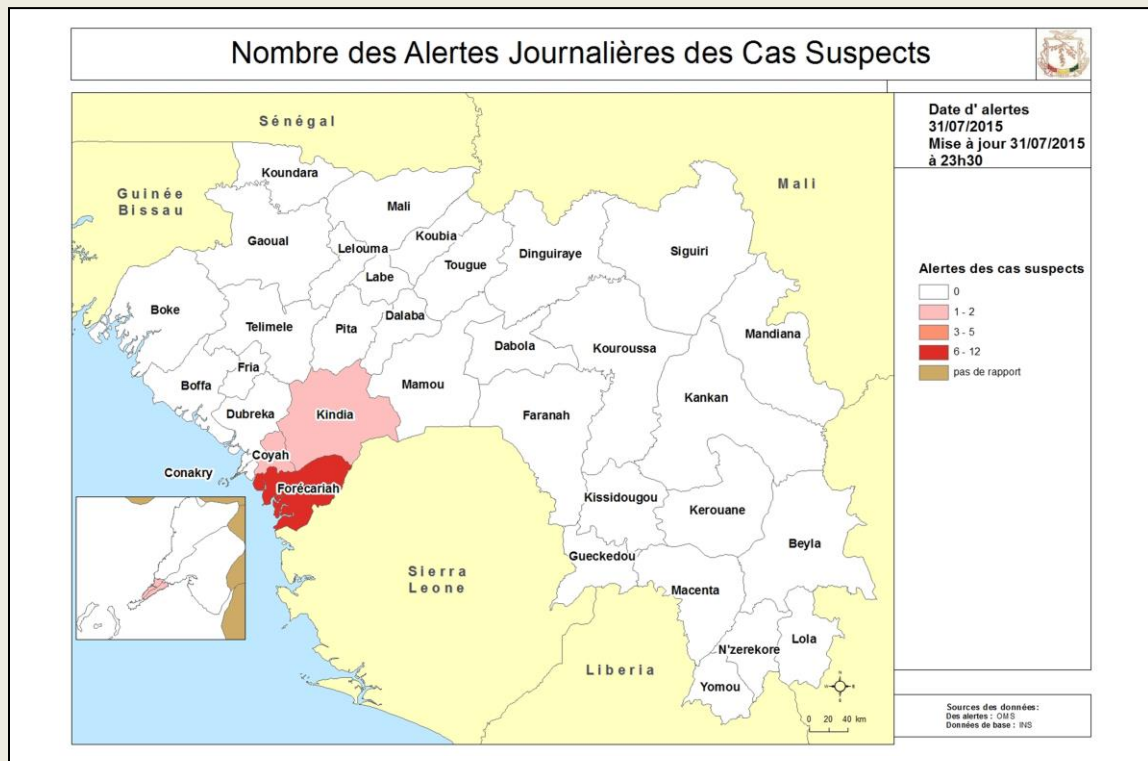 Nombre des Alertes Journalières des Cas Suspects
Date d' alertes
31/07/2015
Mise à jour 31/07/2015
à 23h30
Alertes des cas suspects
0
1 - 2
3 - 5
6 - 12
pas de rapport
Sénégal
Guinée
Bissau
Mali
Koundara
Mali
Gaoual
Koubia
Lelouma
Tougue
Dinguiraye
Siguiri
Labe
Boke
Dalaba
Telimele
Pita
Mandiana
Dabola
Kouroussa
Fria
Boffa
Mamou
Kankan
Dubreka
Kindia
Faranah
Coyah
Conakry
Forécariah
Kissidougou
Kerouane
Beyla
Gueckedou
Sierra
Leone
Macenta
Lola
N'zerekore
Liberia
Yomou
0 20 40 km
Sources des données:
Des alertes : OMS
Données de base : INS